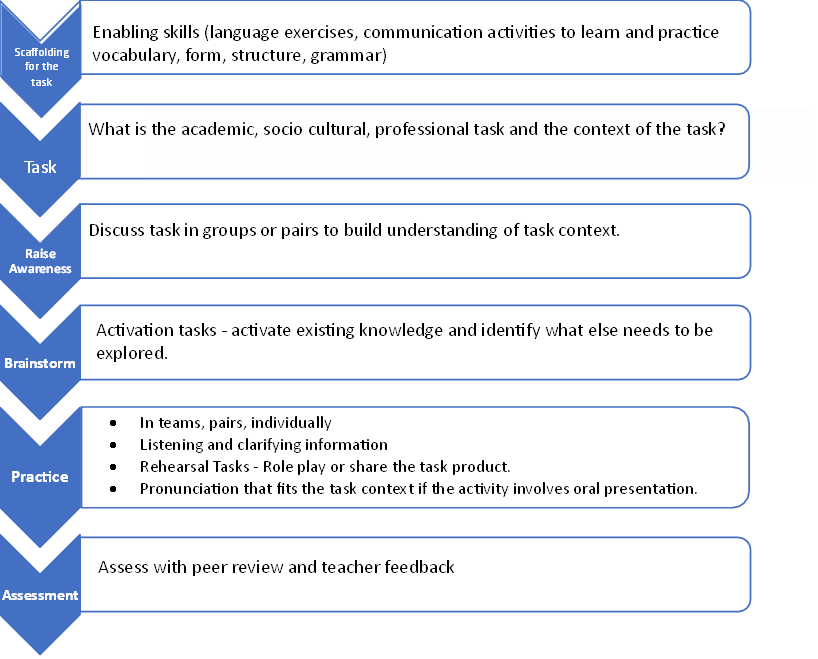 Scaffolding
for the
task
Enabling skills (language exercises, communication activities to learn and practice
vocabulary, form, structure, grammar)
Task
What is the academic, socio cultural, professional task and the context of the task?
Raise
Awareness
Discuss task in groups or pairs to build understanding of task context.
Brainstorm
Activation tasks - activate existing knowledge and identify what else needs to be
explored.
Practice
• In teams, pairs, individually
• Listening and clarifying information
• Rehearsal Tasks - Role play or share the task product.
• Pronunciation that fits the task context if the activity involves oral presentation.
Assessment
Assess with peer review and teacher feedback